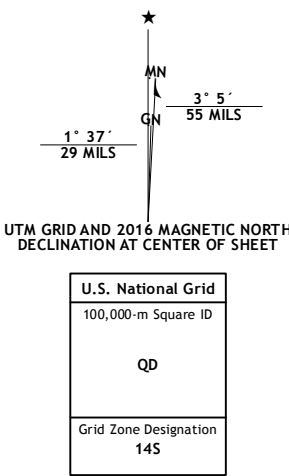 MN
3° 5´
55 MILS
GN
1° 37´
29 MILS
UTM GRID AND 2016 MAGNETIC NORTH
DECLINATION AT CENTER OF SHEET
U.S. National Grid
100,000-m Square ID
QD
Grid Zone Designation
14S